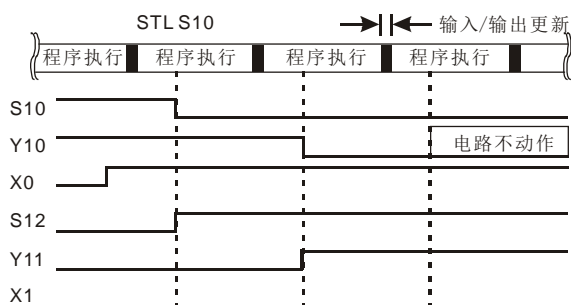 STL S10
输入/输出更新
程序执行 程序执行 程序执行 程序执行
S10
Y10
电路不动作
X0
S12
Y11
X1